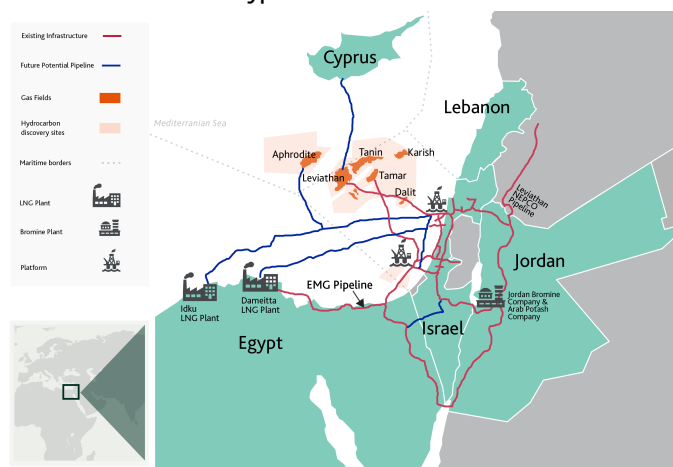 Existing Infrastructure
Future Potential Pipeline
Gas Fields
Hydrocarbon
discovery sites
Maritime borders
LNG Plant
Bromine Plant
Platform
Mediterranean Sea
Cyprus
Lebanon
Aphrodite
Tanin
Karish
Leviathan
Tamar
Dalit
Leviathan
NEPCO
Pipeline
Jordan
EMG Pipeline
Idku
LNG Plant
Dameitta
LNG Plant
Jordan Bromine
Company &
Arab Potash
Company
Israel
Egypt